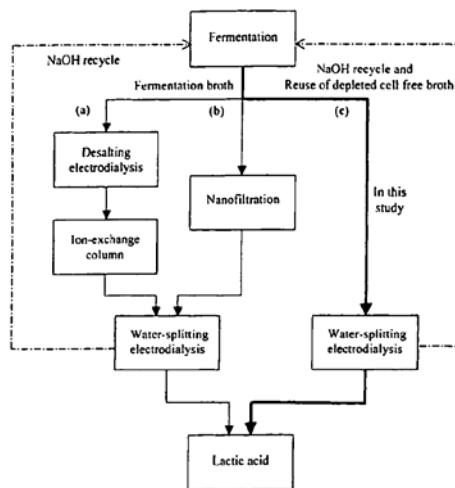 Fermentation
NaOH recycle
NaOH recycle and
Reuse of depleted cell free broth
Fermentation broth
(a)
(b)
(c)
Desalting
electrodialysis
Nanofiltration
In this
study
Ion-exchange
column
Water-splitting
electrodialysis
Water-splitting
electrodialysis
Lactic acid